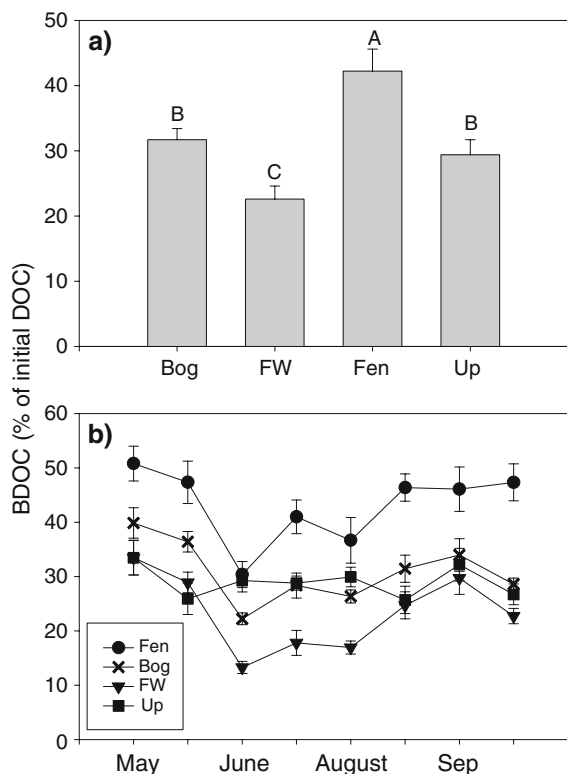 BDOC (% of initial DOC)
a)
50
40
30
20
10
0
B
C
A
B
Bog FW Fen Up
b)
60
50
40
30
20
10
0
Fen
Bog
FW
Up
May June August Sep